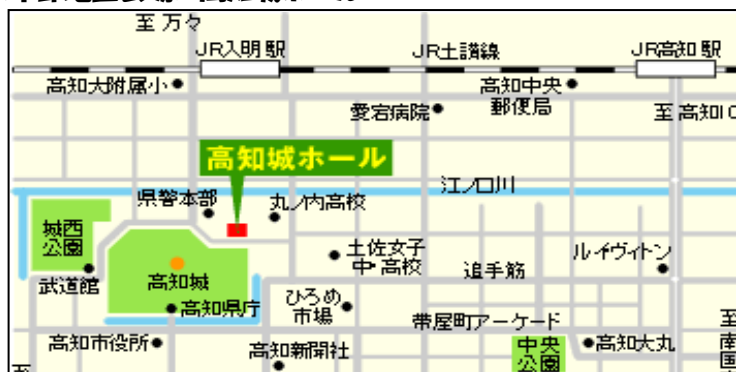 至 万々
JR入明駅
JR土讃線
JR高知駅
高知大附属小
高知中央
郵便局
愛宕病院
至 高知IC
高知城ホール
江ノ口川
県警本部
丸ノ内高校
城西
公園
土佐女子
中・高校
追手筋
ルイヴィトン
武道館
高知城
高知県庁
ひろめ
市場
帯屋町アーケード
至
南
国
高知市役所
高知新聞社
中央
公園
高知大丸
至